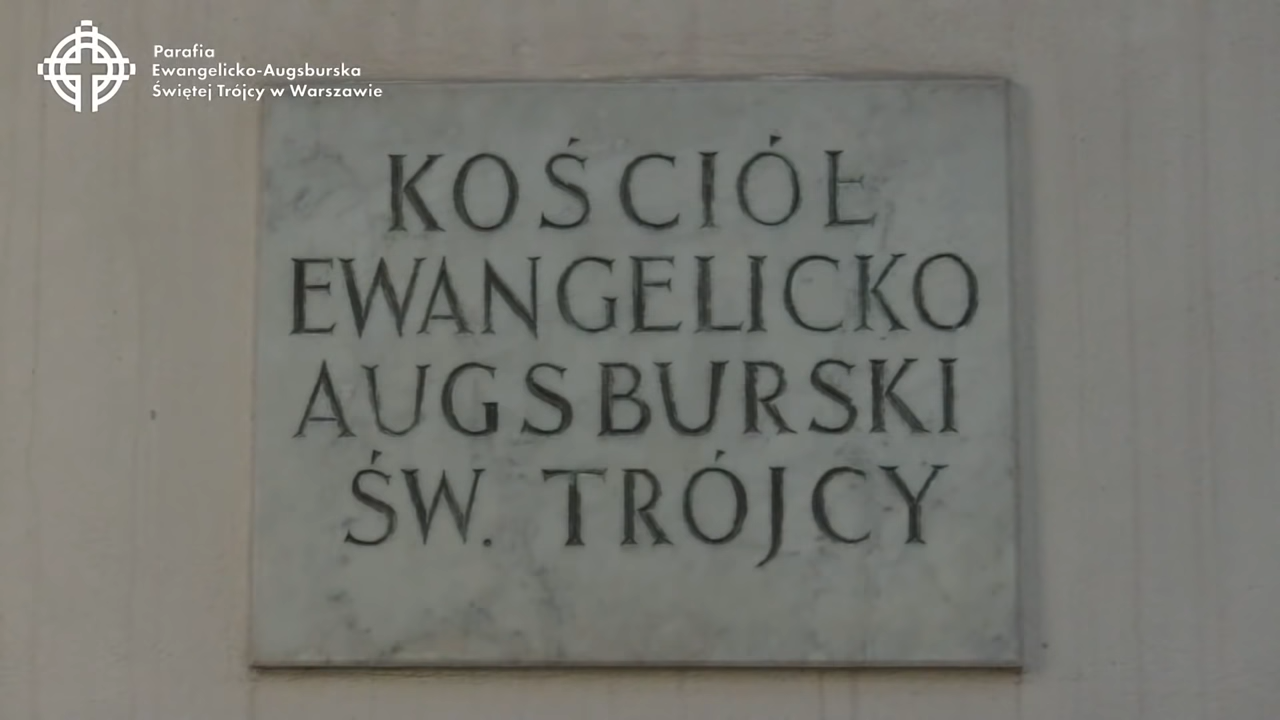 Parafia
Ewangelicko-Augsburska
Świętej Trójcy w Warszawie
KOŚCIÓŁ
EWANGELICKO
AUGSBURSKI
ŚW. TRÓJCY